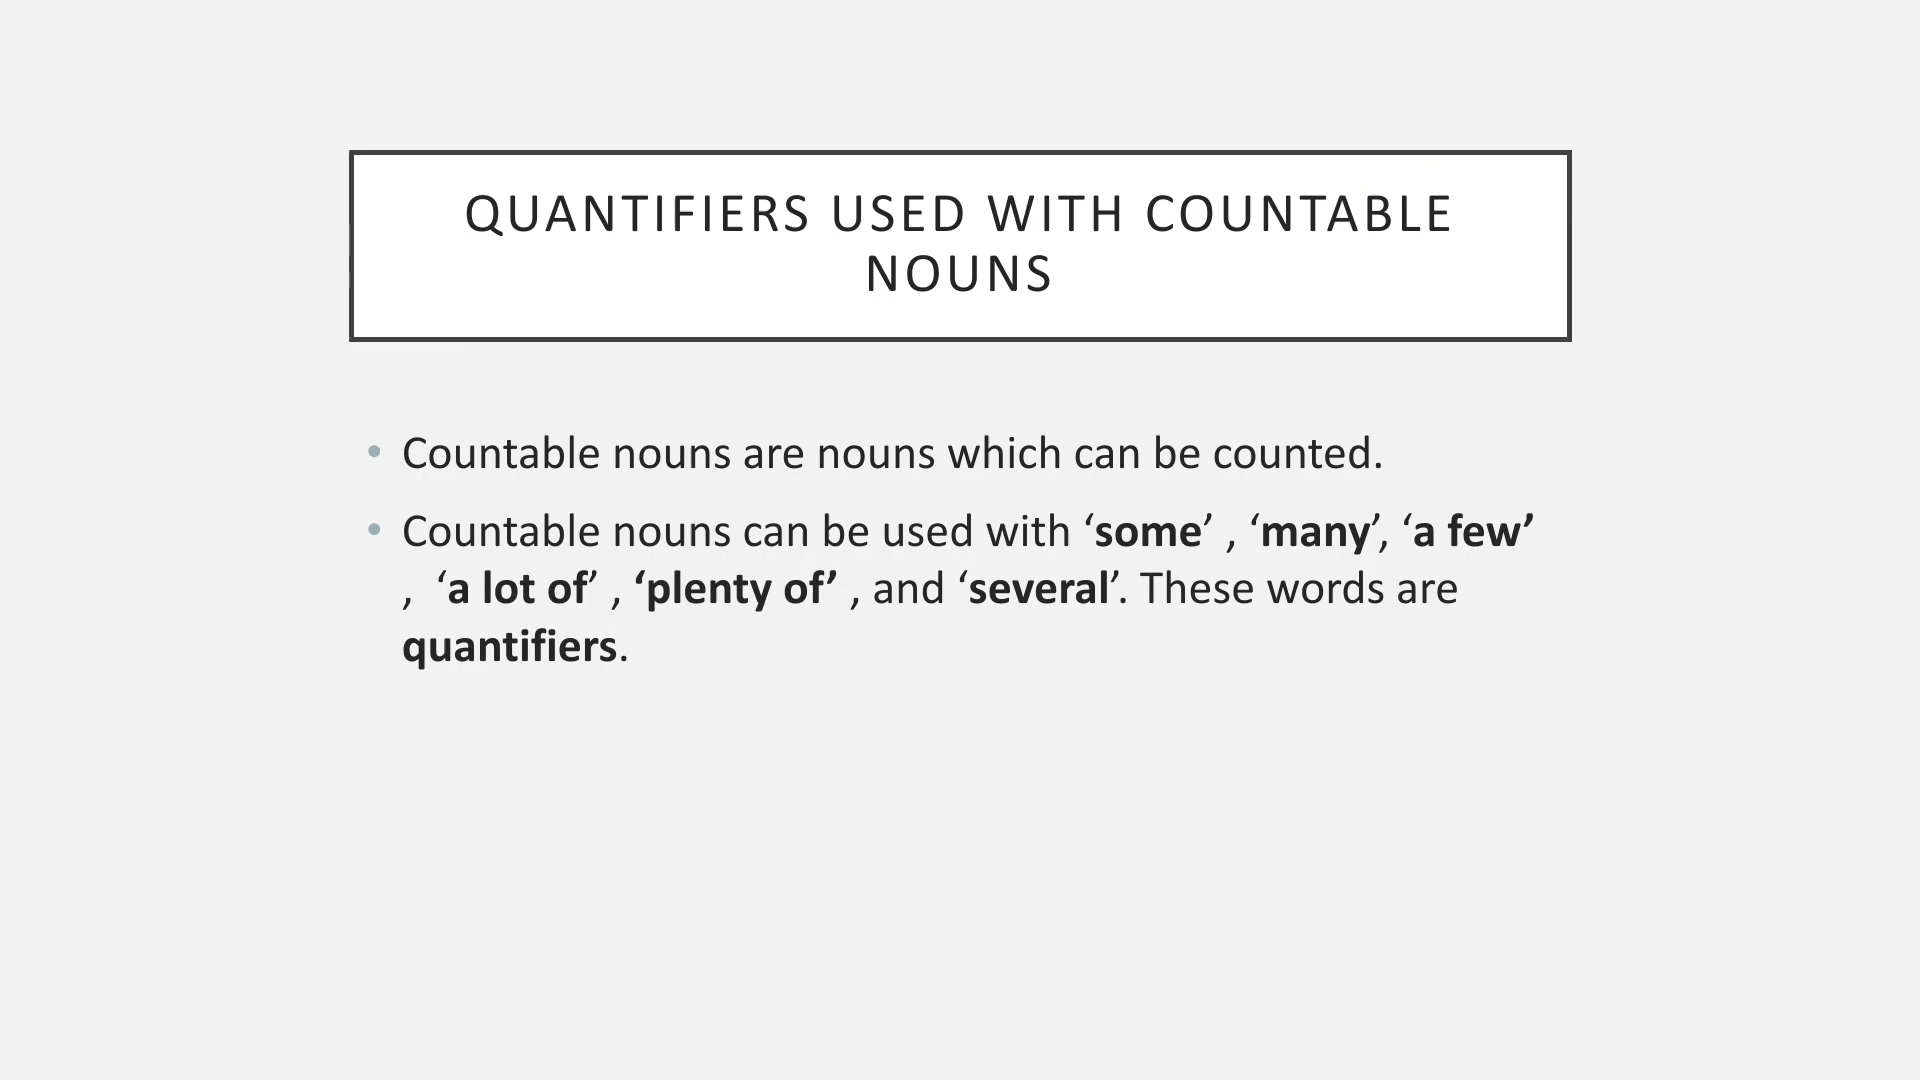 QUANTIFIERS USED WITH COUNTABLE
NOUNS
• Countable nouns are nouns which can be counted.
• Countable nouns can be used with ‘some’ , ‘many’, ‘a few’
,  ‘a lot of’ , ‘plenty of’ , and ‘several’. These words are
quantifiers.